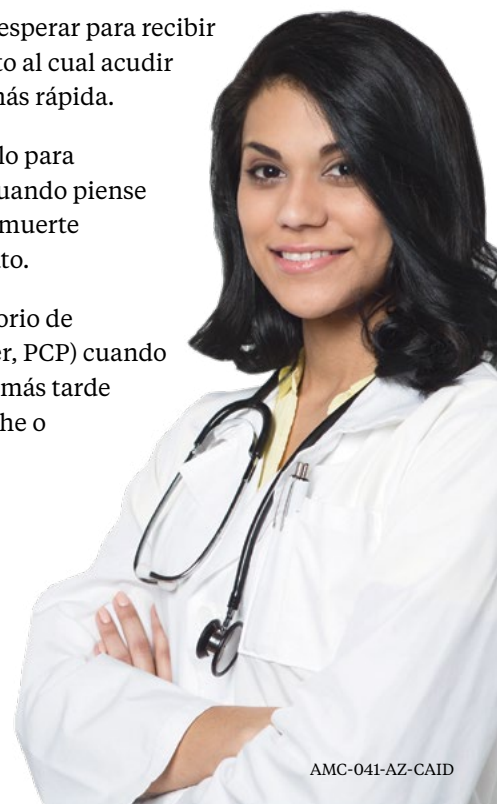 esperar para recibir
to al cual acudir
nás rápida.
lo para
uando piense
muerte
to.
orio de
er, PCP) cuando
más tarde
he o
AMC-041-AZ-CAID